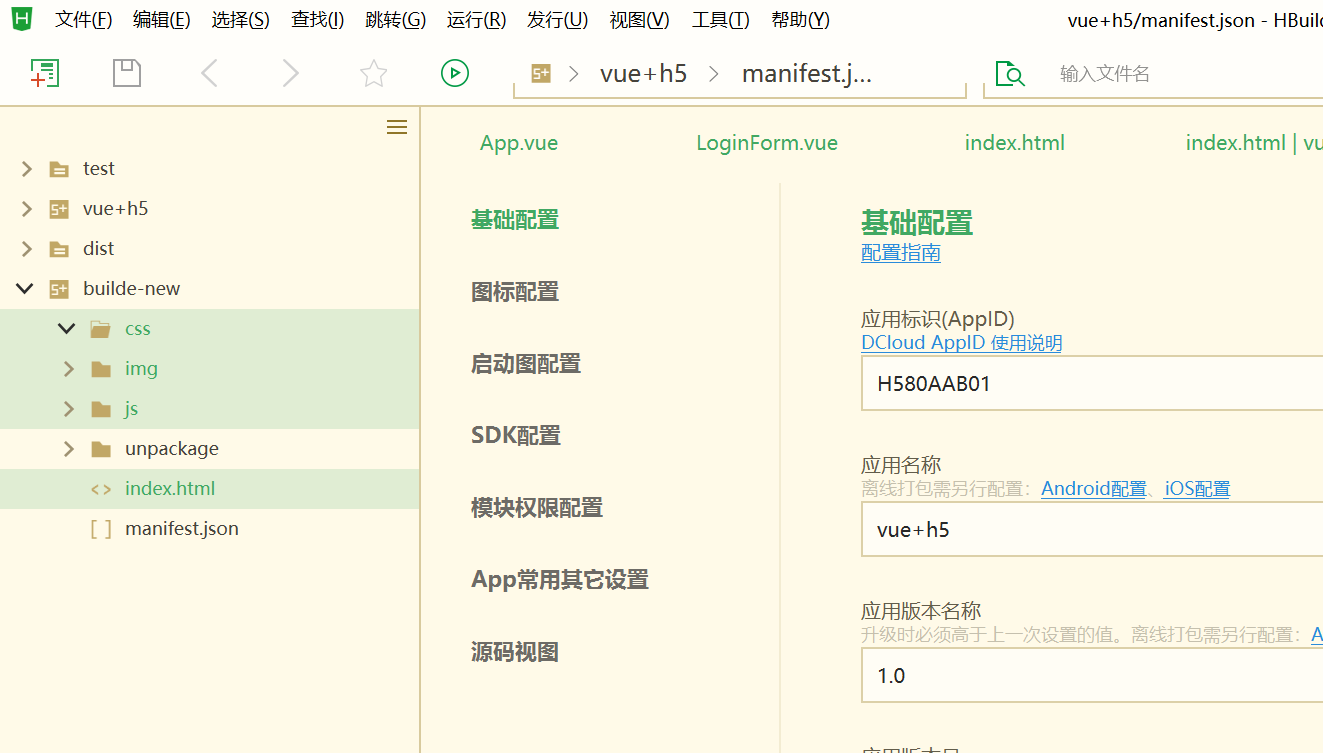 文件(F) 编辑(E) 选择(S) 查找(I) 跳转(G) 运行(R) 发行(U) 视图(V) 工具(T) 帮助(Y) vue+h5/manifest.json - HBuild
vue+h5 manifest.j... 输入文件名
test
vue+h5
dist
builde-new
css
img
js
unpackage
index.html
manifest.json
App.vue LoginForm.vue index.html index.html | vu
基础配置
图标配置
启动图配置
SDK配置
模块权限配置
App常用其它设置
源码视图
基础配置
配置指南
应用标识(AppID)
DCloud AppID 使用说明
H580AAB01
应用名称
离线打包需另行配置：Android配置、iOS配置
vue+h5
应用版本名称
升级时必须高于上一次设置的值。离线打包需另行配置：A
1.0
应用版本号